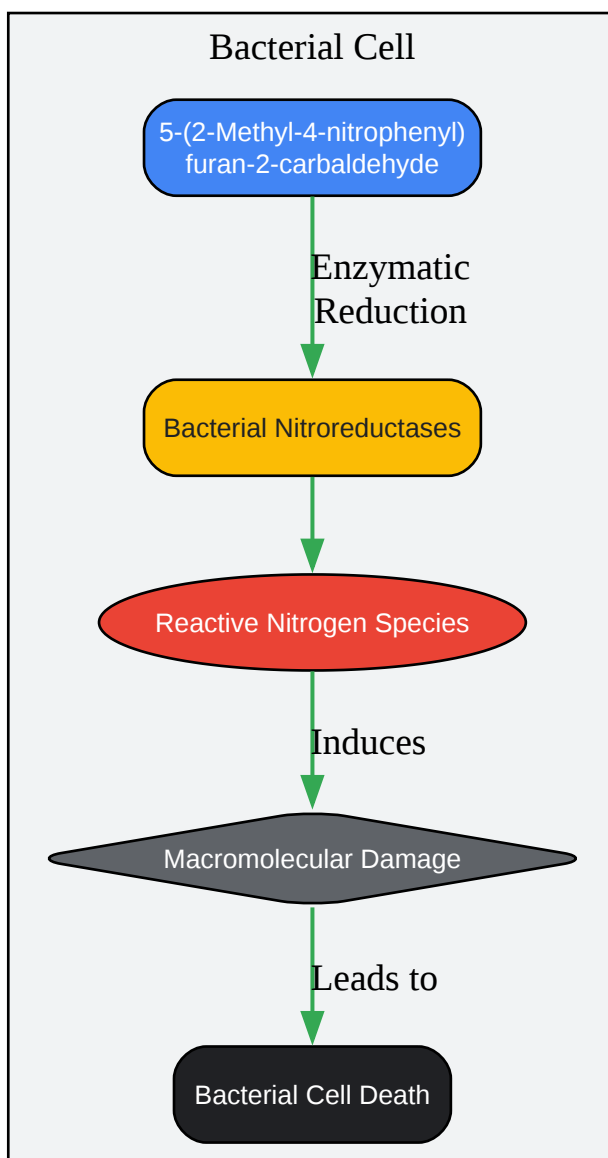 Bacterial Cell
5-(2-Methyl-4-nitrophenyl)
furan-2-carbaldehyde
Enzymatic
Reduction
Bacterial Nitroreductases
Reactive Nitrogen Species
Induces
Macromolecular Damage
Leads to
Bacterial Cell Death